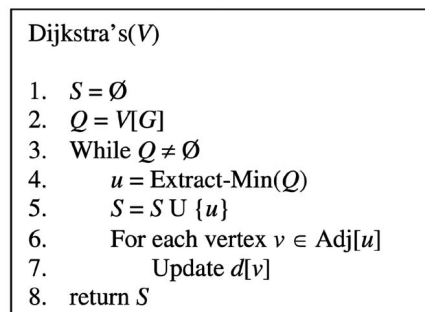 Dijkstra's(V)
1. S = Ø
2. Q = V[G]
3. While Q ≠ Ø
4. u = Extract-Min(Q)
5. S = S U {u}
6. For each vertex v ∈ Adj[u]
7. Update d[v]
8. return S